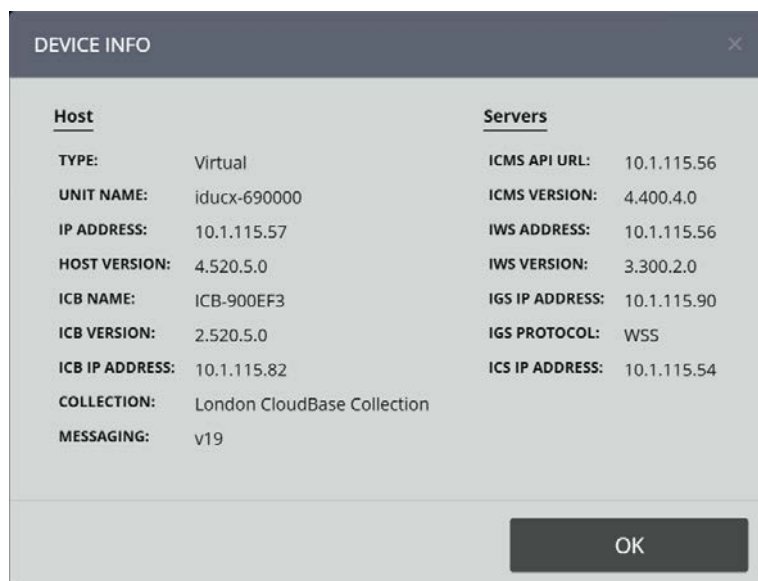 DEVICE INFO
Host
TYPE: Virtual
UNIT NAME: iducx-690000
IP ADDRESS: 10.1.115.57
HOST VERSION: 4.520.5.0
ICB NAME: ICB-900EF3
ICB VERSION: 2.520.5.0
ICB IP ADDRESS: 10.1.115.82
COLLECTION: London CloudBase Collection
MESSAGING: v19
Servers
ICMS API URL: 10.1.115.56
ICMS VERSION: 4.400.4.0
IWS ADDRESS: 10.1.115.56
IWS VERSION: 3.300.2.0
IGS IP ADDRESS: 10.1.115.90
IGS PROTOCOL: WSS
ICS IP ADDRESS: 10.1.115.54
OK